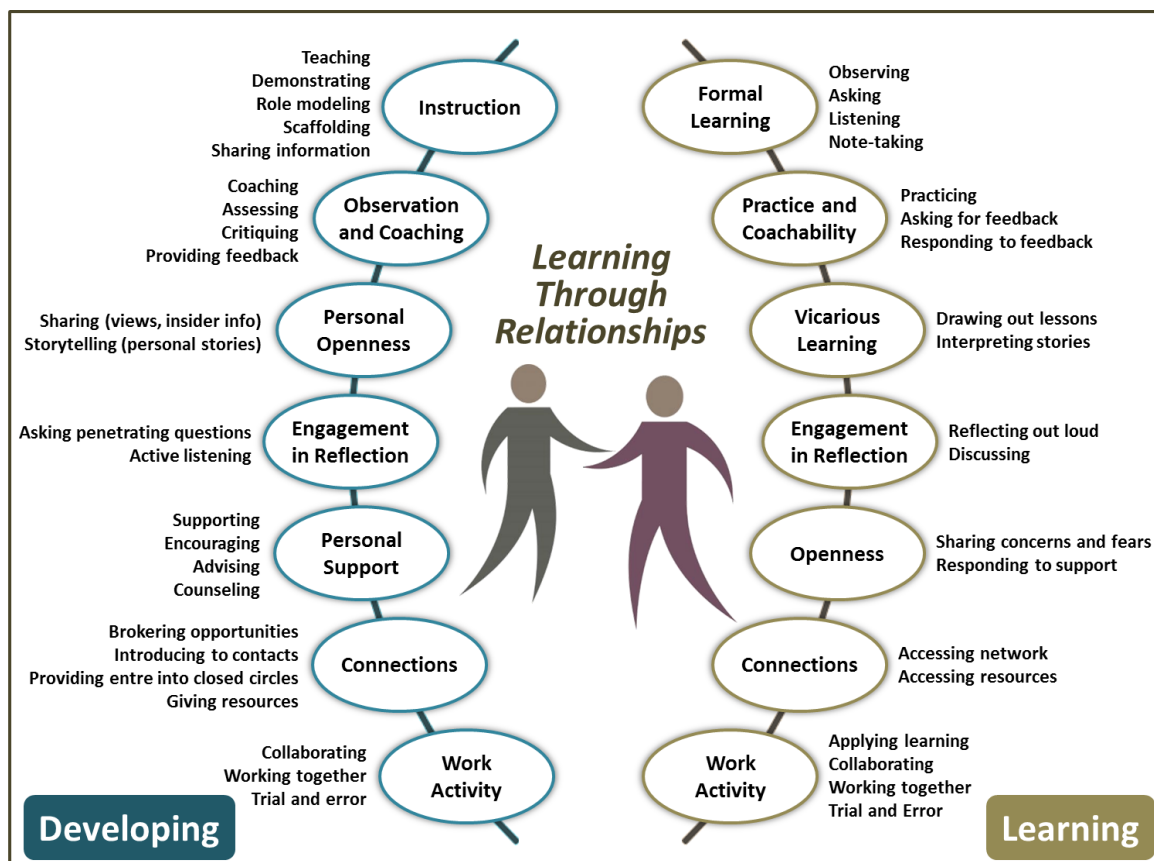 Teaching
Demonstrating
Role modeling
Scaffolding
Sharing information
Instruction
Coaching
Assessing
Critiquing
Providing feedback
Observation
and Coaching
Sharing (views, insider info)
Storytelling (personal stories)
Personal
Openness
Asking penetrating questions
Active listening
Engagement
in Reflection
Supporting
Encouraging
Advising
Counseling
Personal
Support
Brokering opportunities
Introducing to contacts
Providing entre into closed circles
Giving resources
Connections
Collaborating
Working together
Trial and error
Work
Activity
Developing
Learning
Through
Relationships
Formal
Learning
Observing
Asking
Listening
Note-taking
Practice and
Coachability
Practicing
Asking for feedback
Responding to feedback
Vicarious
Learning
Drawing out lessons
Interpreting stories
Engagement
in Reflection
Reflecting out loud
Discussing
Openness
Sharing concerns and fears
Responding to support
Connections
Accessing network
Accessing resources
Work
Activity
Applying learning
Collaborating
Working together
Trial and Error
Learning